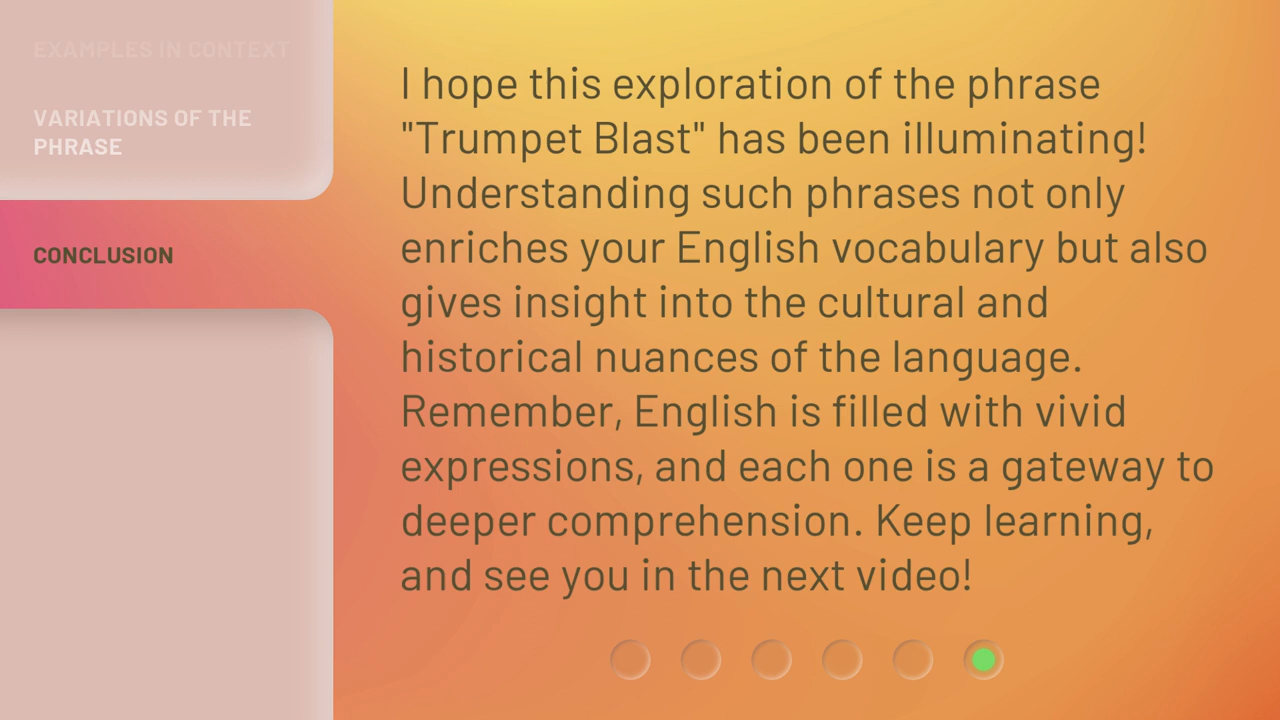 EXAMPLES IN CONTEXT
VARIATIONS OF THE
PHRASE
CONCLUSION
I hope this exploration of the phrase
"Trumpet Blast" has been illuminating!
Understanding such phrases not only
enriches your English vocabulary but also
gives insight into the cultural and
historical nuances of the language.
Remember, English is filled with vivid
expressions, and each one is a gateway to
deeper comprehension. Keep learning,
and see you in the next video!